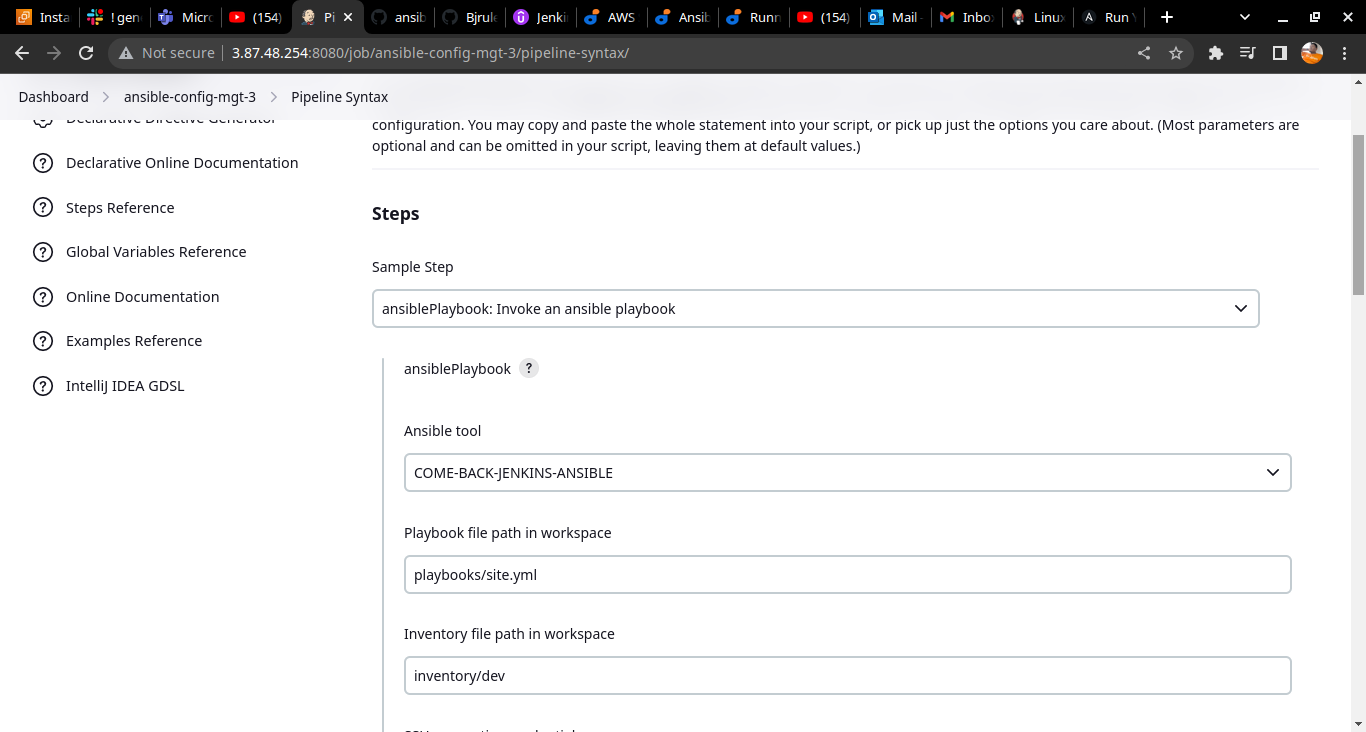 Insta
! gen
Micro
(154)
Pi
ansib
Bjrule
Jenki
AWS
Ansib
Runn
(154)
Mail
Inbo
Linux
Run
Not secure
3.87.48.254:8080/job/ansible-config-mgt-3/pipeline-syntax/
Dashboard
ansible-config-mgt-3
Pipeline Syntax
Declarative Directive Generator
Declarative Online Documentation
Steps Reference
Global Variables Reference
Online Documentation
Examples Reference
IntelliJ IDEA GDSL
configuration. You may copy and paste the whole statement into your script, or pick up just the options you care about. (Most parameters are
optional and can be omitted in your script, leaving them at default values.)
Steps
Sample Step
ansiblePlaybook: Invoke an ansible playbook
ansiblePlaybook ?
Ansible tool
COME-BACK-JENKINS-ANSIBLE
Playbook file path in workspace
playbooks/site.yml
Inventory file path in workspace
inventory/dev